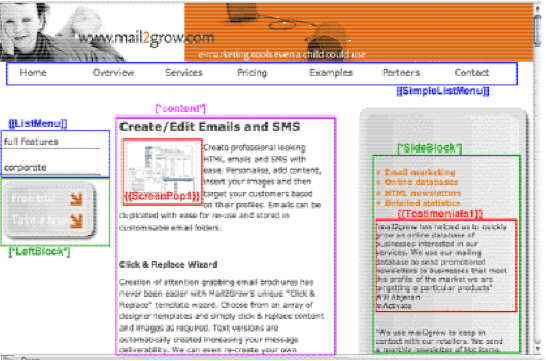 www.mail2grow.com
e-marketing tools even a child could use
Home Overview Services Pricing Examples Partners Contact
[[SimpleListMenu]]
["content"]
[[ListMenu]]
full features
corporate
Free trial
Take a
["LeftBlock"]
Create/Edit Emails and SMS
Create professional looking
HTML, emails and SMS with
ease. Personalise, add content,
insert your images and then
target your customers based
on their profiles. Emails can be
duplicated with ease for re-use and stored in
customisable email folders.
{{ScreenPop1}}
Click & Replace Wizard
Creation of attention grabbing email brochures has
never been easier with Mail2Grow's unique "Click &
Replace" template wizard. Choose from an array of
designer templates and simply click & replace content
and images as required. Text versions are
automatically created increasing your message
deliverability. We can even re-create your own
["SideBlock"]
Email marketing
Online databases
HTML newsletters
Detailed statistics
{{Testimonials1}}
"mail2grow has helped us to quickly
grow an online database of
businesses interested in our
services. We use our mailing
database to send promotional
newsletters to businesses that meet
the profile of the market we are
targeting a particular products"
Activate
"We use mail2grow to keep in
contact with our retailers. We send
a monthly newsletter of Hot items,